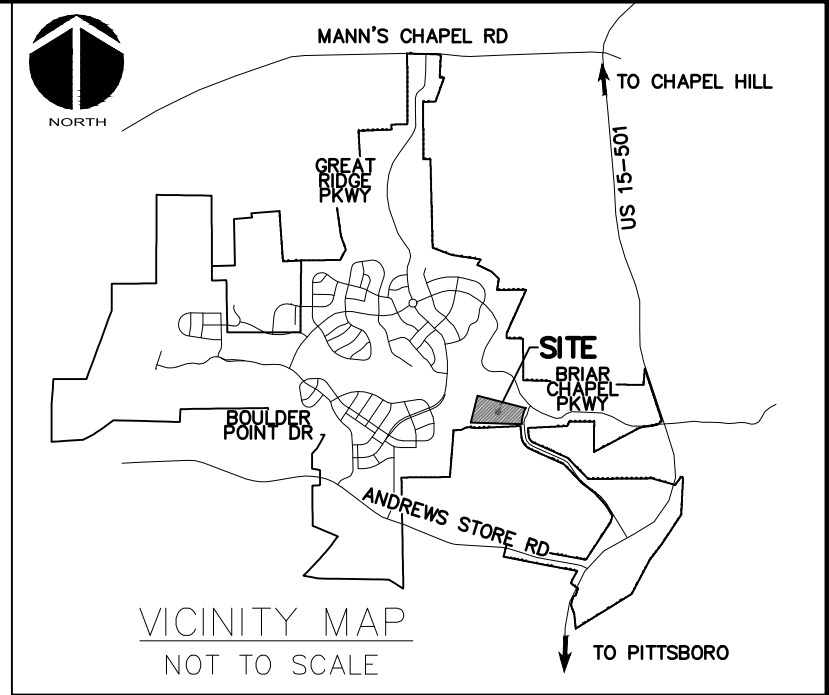 MANN'S CHAPEL RD
NORTH
TO CHAPEL HILL
US 15-501
GREAT
RIDGE
PKWY
SITE
BRIAR
CHAPEL
PKWY
BOULDER
POINT DR
ANDREWS STORE RD
VICINITY MAP
NOT TO SCALE
TO PITTSBORO